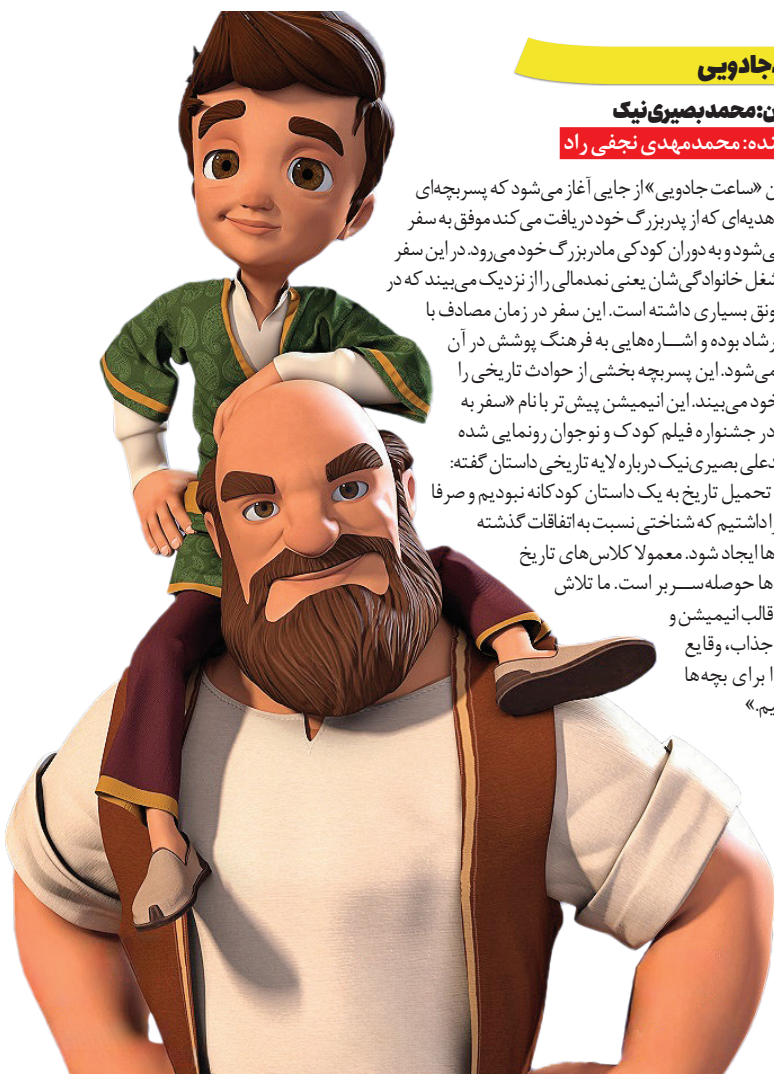 جادویی
محمد بصیری‌نیک
نده: محمدمهدی نجفی راد
ن «ساعت جادویی» از جایی آغاز می‌شود که پسربچه‌ای
هدیه‌ای که از پدربزرگ خود دریافت می‌کند موفق به سفر
ی‌شود و به دوران کودکی مادربزرگ خود می‌رود. در این سفر
شغل خانوادگی‌شان یعنی نمدمالی را از نزدیک می‌بیند که در
ونق بسیاری داشته است. این سفر در زمان مصادف با
رشاد بوده و اشاره‌هایی به فرهنگ پوشش در آن
می‌شود. این پسربچه بخشی از حوادث تاریخی را
خود می‌بیند. این انیمیشن پیش‌تر با نام «سفر به
در جشنواره فیلم کودک و نوجوان رونمایی شده
دعلی بصیری‌نیک درباره لایه تاریخی داستان گفته:
تحمیل تاریخ به یک داستان کودکانه نبودیم و صرفا
اداشتیم که شناختی نسبت به اتفاقات گذشته
ها ایجاد شود. معمولا کلاس‌های تاریخ
ها حوصله‌سربر است. ما تلاش
قالب انیمیشن و
جذاب، وقایع
ا برای بچه‌ها
یم.»